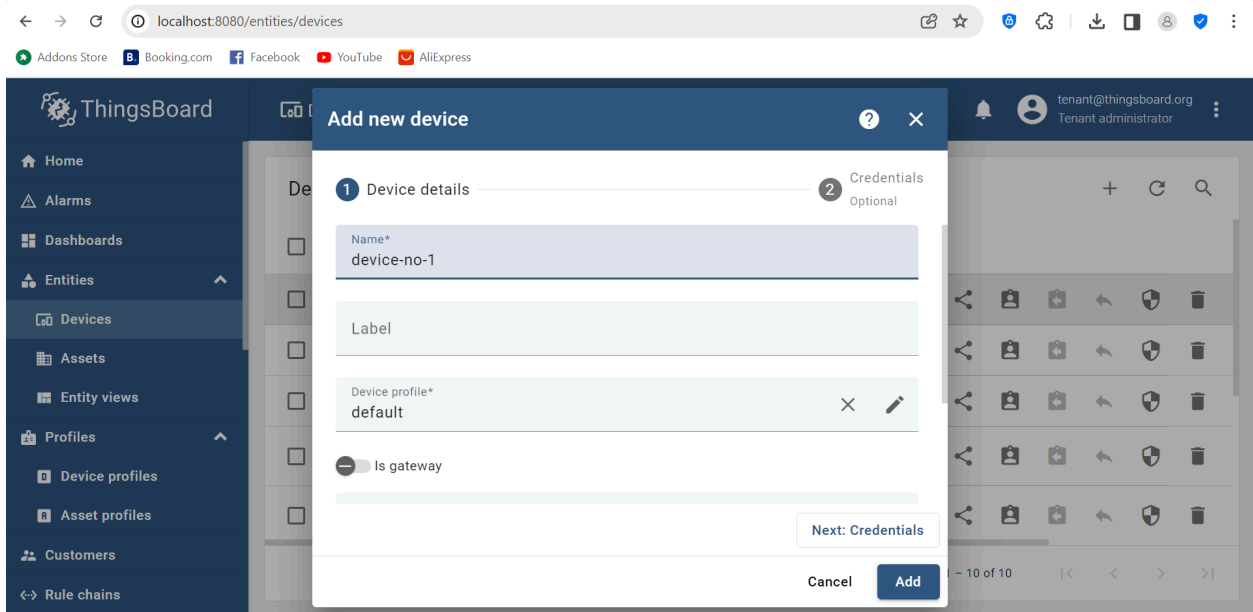 localhost:8080/entities/devices
Addons Store B. Booking.com Facebook YouTube AliExpress
ThingsBoard
tenant@thingsboard.org
Tenant administrator
Add new device
Home
Alarms
Dashboards
Entities
Devices
Assets
Entity views
Profiles
Device profiles
Asset profiles
Customers
Rule chains
De
1 Device details
2 Credentials
Optional
Name*
device-no-1
Label
Device profile*
default
Is gateway
Next: Credentials
Cancel Add
– 10 of 10